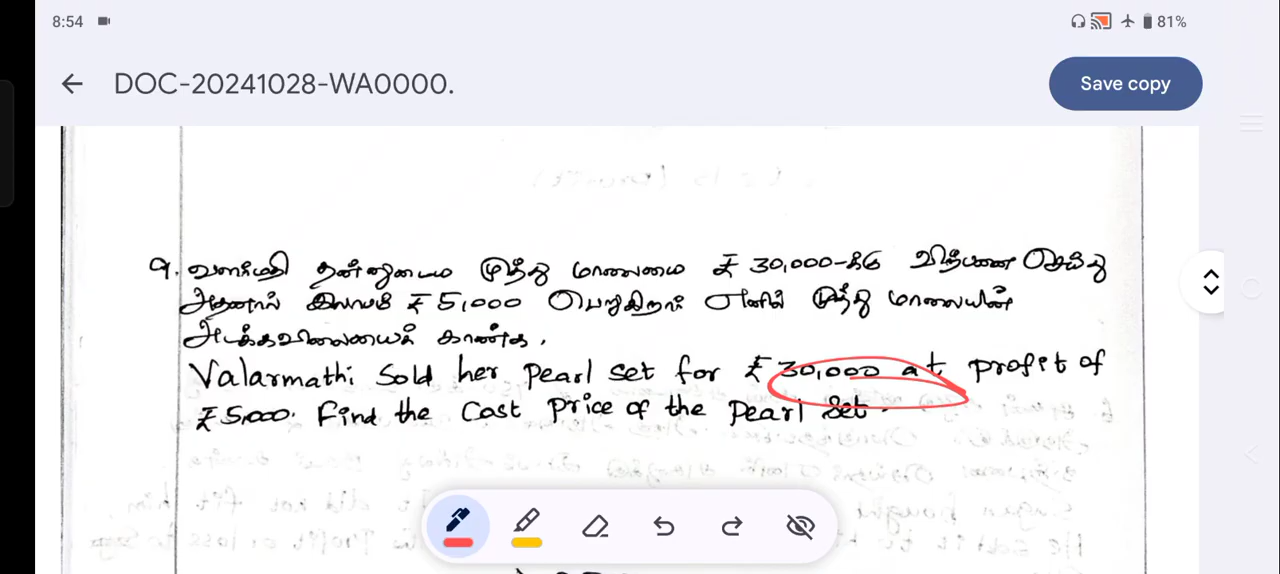 8:54
81%
DOC-20241028-WA0000.
Save copy
9. வளர்மதி தன்னுடைய முத்து மாலையை ₹ 30,000-க்கு விற்பனை செய்து
அதனால் இலாபம் ₹ 5,000 பெறுகிறாள் எனில் முத்து மாலையின்
அடக்கவிலையைக் காண்க.
Valarmathi Sold her Pearl set for ₹ 30,000 at profit of
₹ 5,000. Find the Cost Price of the Pearl Set.